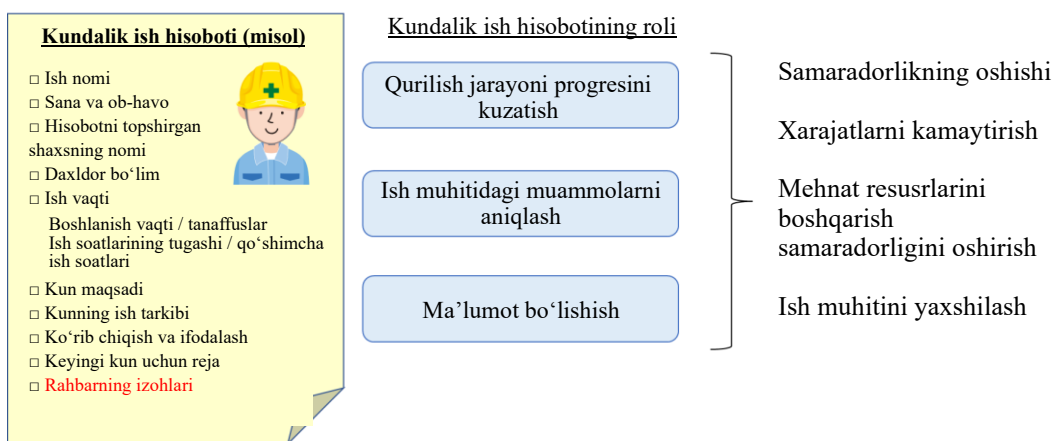 Kundalik ish hisoboti (misol)
□ Ish nomi
□ Sana va ob-havo
□ Hisobotni topshirgan
shaxsning nomi
□ Daxldor bo‘lim
□ Ish vaqti
Boshlanish vaqti / tanaffuslar
Ish soatlarining tugashi / qo‘shimcha
ish soatlari
□ Kun maqsadi
□ Kunning ish tarkibi
□ Ko‘rib chiqish va ifodalash
□ Keyingi kun uchun reja
□ Rahbarning izohlari
Kundalik ish hisobotining roli
Qurilish jarayoni progresini
kuzatish
Ish muhitidagi muammolarni
aniqlash
Ma’lumot bo‘lishish
Samaradorlikning oshishi
Xarajatlarni kamaytirish
Mehnat resusrlarini
boshqarish
samaradorligini oshirish
Ish muhitini yaxshilash